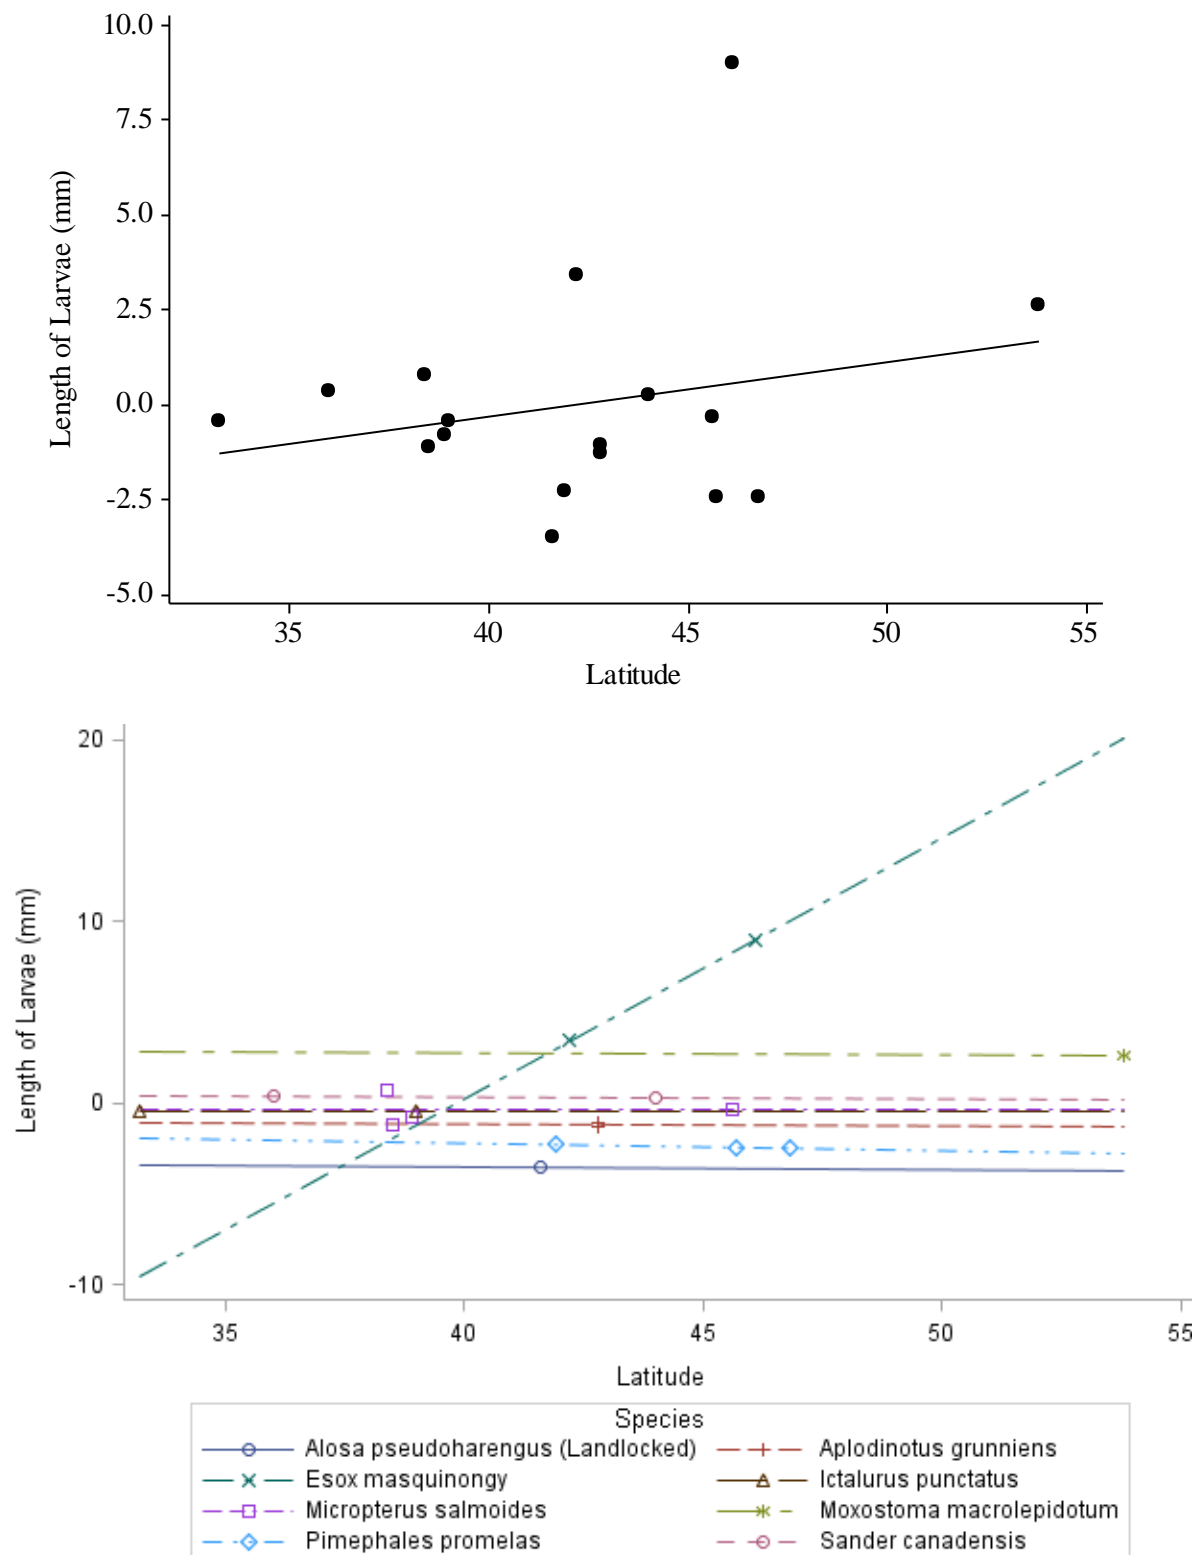 10.0
7.5
5.0
2.5
0.0
-2.5
-5.0
Length of Larvae (mm)
35 40 45 50 55
Latitude
20
10
0
-10
Length of Larvae (mm)
35 40 45 50 55
Latitude
Species
Alosa pseudoharengus (Landlocked) Aplodinotus grunniens
Esox masquinongy Ictalurus punctatus
Micropterus salmoides Moxostoma macrolepidotum
Pimephales promelas Sander canadensis